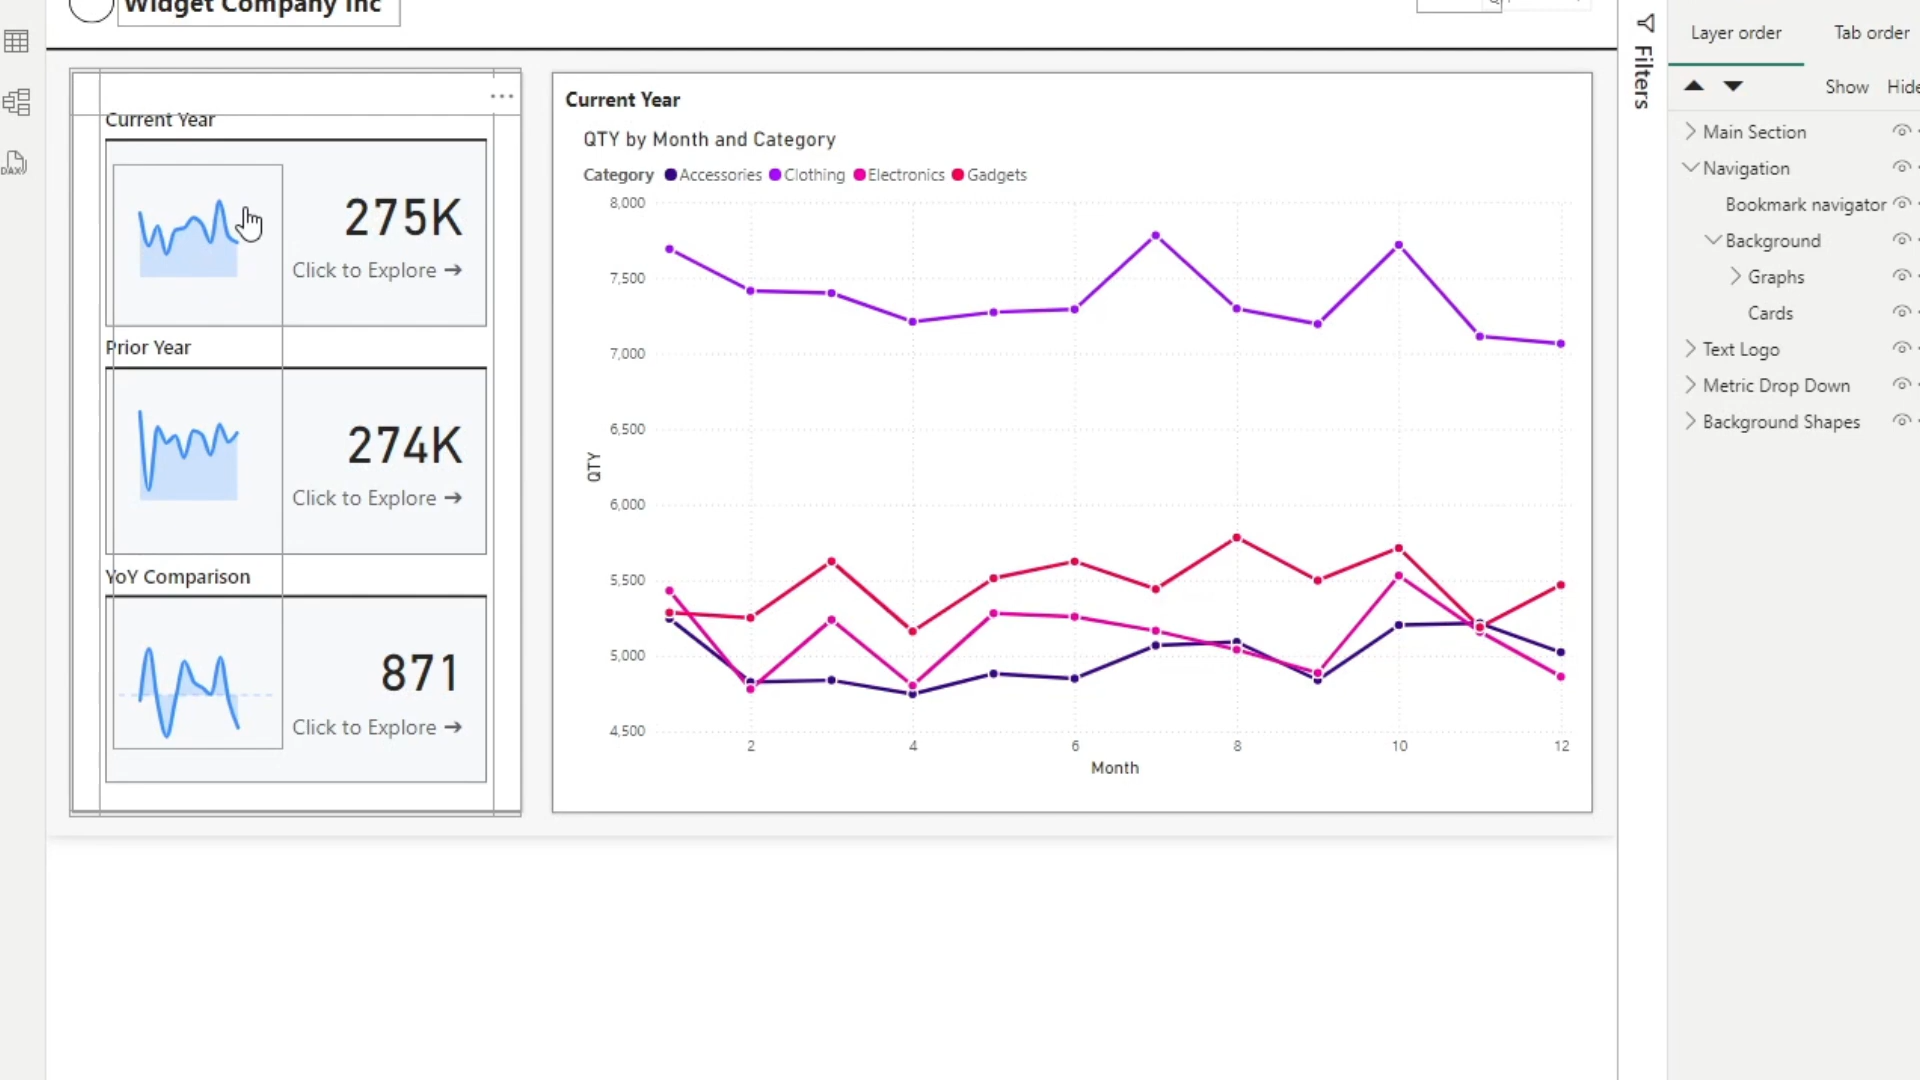 Widget Company Inc
Current Year
275K
Click to Explore →
Prior Year
274K
Click to Explore →
YoY Comparison
871
Click to Explore →
Current Year
QTY by Month and Category
Category Accessories Clothing Electronics Gadgets
8,000
7,500
7,000
6,500
6,000
5,500
5,000
4,500
QTY
2 4 6 8 10 12
Month
Filters
DAX
Layer order Tab order
Show Hide
Main Section
Navigation
Bookmark navigator
Background
Graphs
Cards
Text Logo
Metric Drop Down
Background Shapes